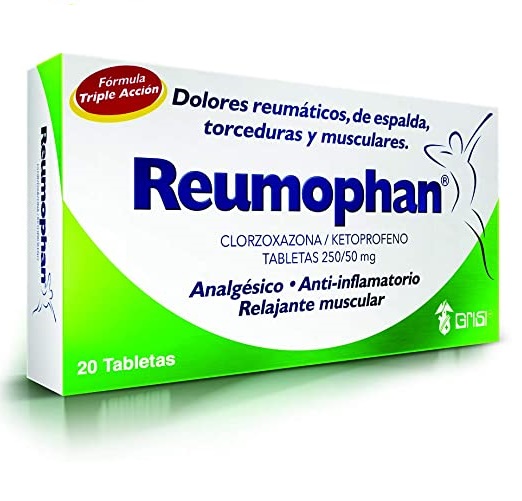 Fórmula
Triple Acción
Dolores reumáticos, de espalda,
torceduras y musculares.
Reumophan®
CLORZOXAZONA / KETOPROFENO
TABLETAS 250/50 mg
Analgésico • Anti-inflamatorio
Relajante muscular
GRISI
20 Tabletas
Reumophan